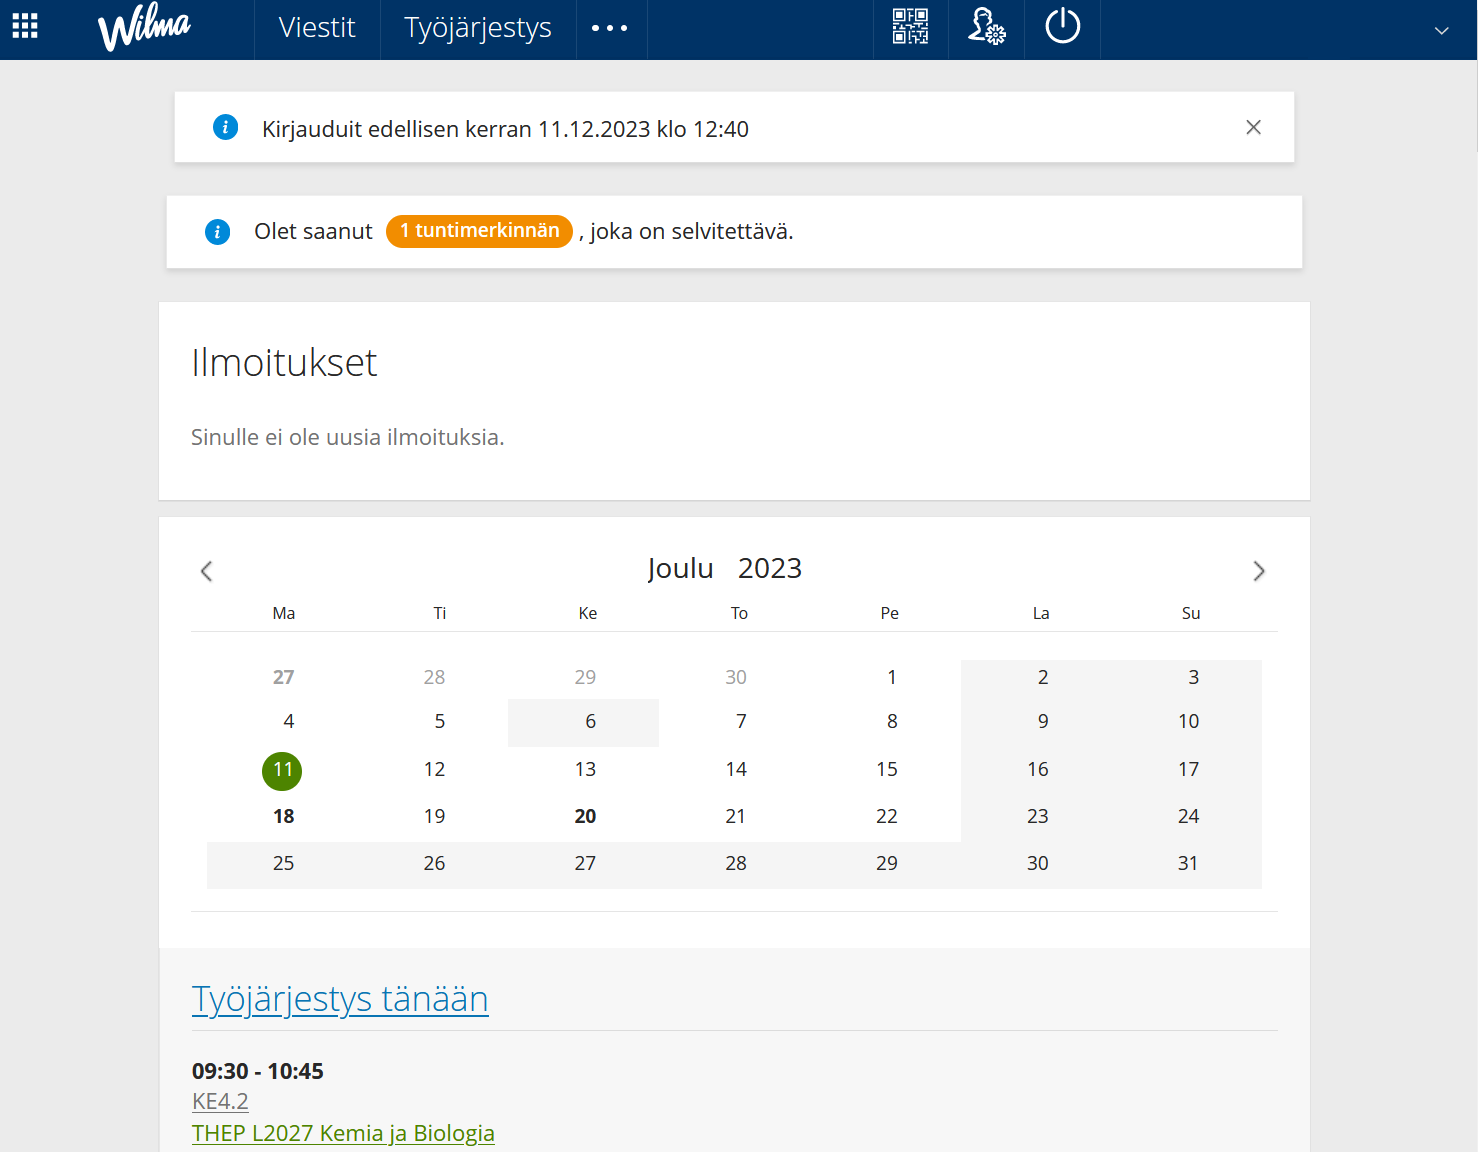 Wilma Viestit Työjärjestys
Kirjauduit edellisen kerran 11.12.2023 klo 12:40
Olet saanut 1 tuntimerkinnän , joka on selvitettävä.
Ilmoitukset
Sinulle ei ole uusia ilmoituksia.
Joulu 2023
Ma Ti Ke To Pe La Su
27 28 29 30 1 2 3
4 5 6 7 8 9 10
11 12 13 14 15 16 17
18 19 20 21 22 23 24
25 26 27 28 29 30 31
Työjärjestys tänään
09:30 - 10:45
KE4.2
THEP L2027 Kemia ja Biologia